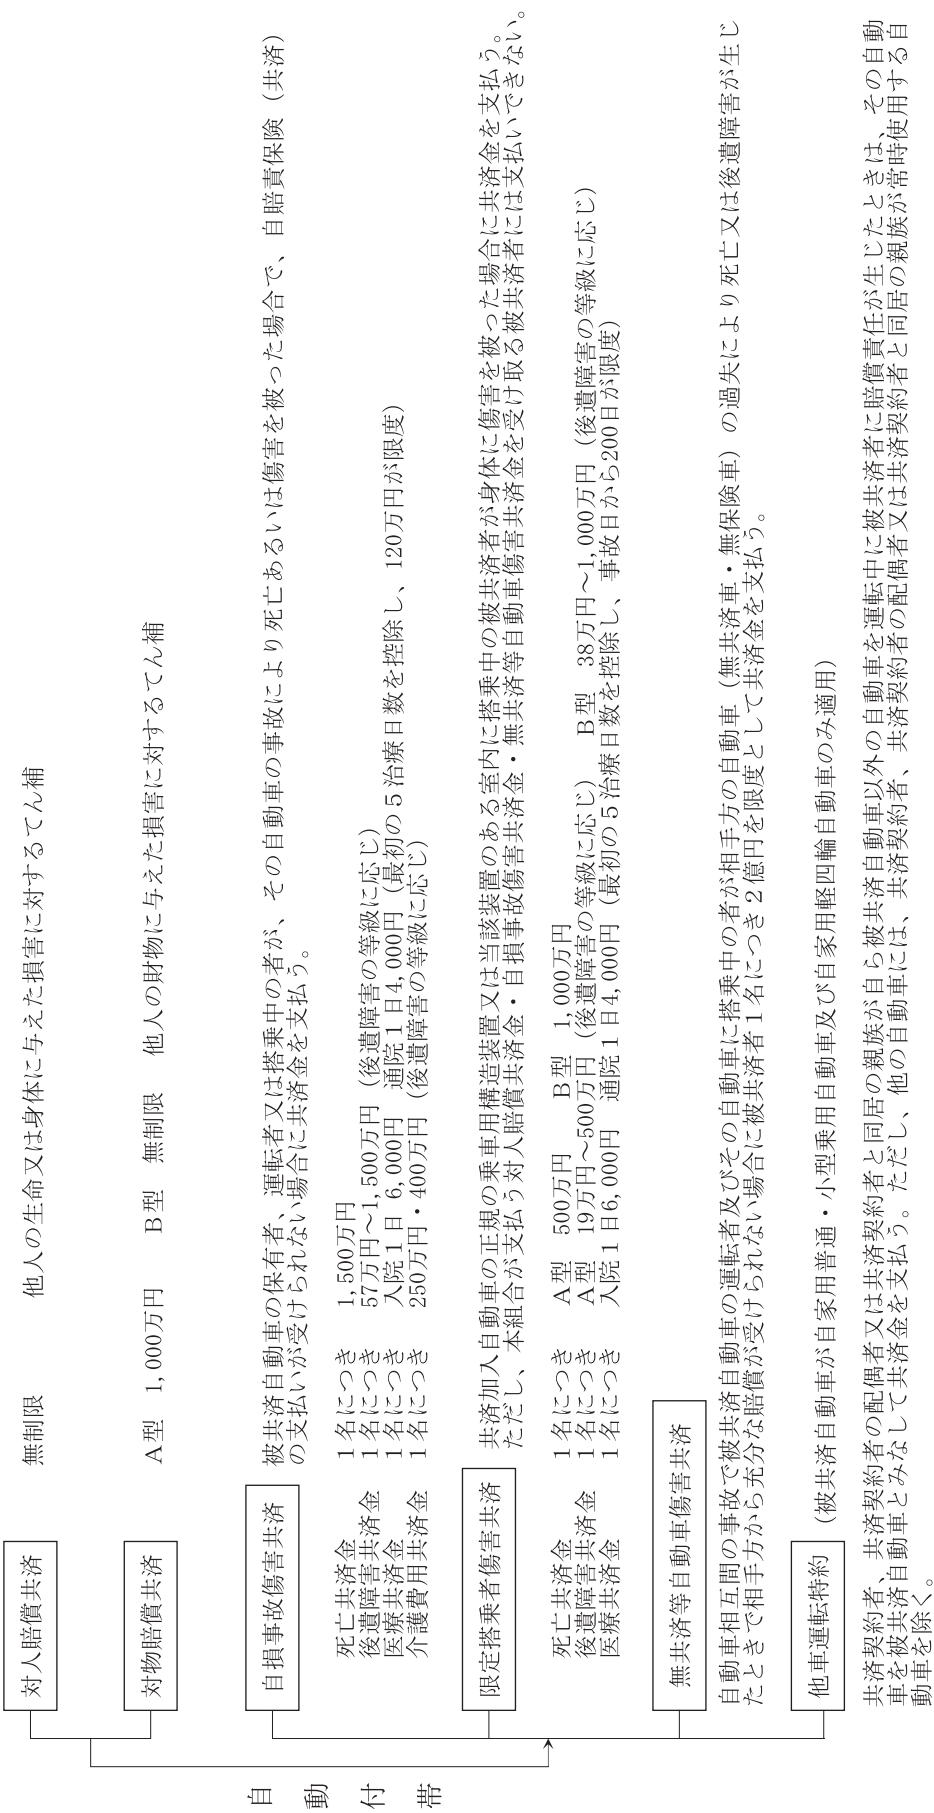 対人賠償共済　無制限　他人の生命又は身体に与えた損害に対するてん補
対物賠償共済　A型　1,000万円　B型　無制限　他人の財物に与えた損害に対するてん補
自動付帯
自損事故傷害共済　被共済自動車の保有者、運転者又は搭乗中の者が、その自動車の事故により死亡あるいは傷害を被った場合で、自賠責保険（共済）
の支払いが受けられない場合に共済金を支払う。
死亡共済金　1名につき　1,500万円
後遺障害共済金　1名につき　57万円～1,500万円（後遺障害の等級に応じ）
医療共済金　1名につき　入院1日6,000円　通院1日4,000円（最初の5治療日数を控除し、120万円が限度）
介護費用共済金　1名につき　250万円・400万円（後遺障害の等級に応じ）
限定搭乗者傷害共済　共済加入自動車の正規の乗車用構造装置又は当該装置のある室内に搭乗中の被共済者が身体に傷害を被った場合に共済金を支払う。
ただし、本組合が支払う対人賠償共済金・自損事故傷害共済金・無共済等自動車傷害共済金を受け取る被共済者には支払いできない。
死亡共済金　1名につき　A型　500万円　B型　1,000万円
後遺障害共済金　1名につき　A型　19万円～500万円（後遺障害の等級に応じ）　B型　38万円～1,000万円（後遺障害の等級に応じ）
医療共済金　1名につき　入院1日6,000円　通院1日4,000円（最初の5治療日数を控除し、事故日から200日が限度）
無共済等自動車傷害共済
自動車相互間の事故で被共済自動車の運転者及びその自動車に搭乗中の者が相手方の自動車（無共済車・無保険車）の過失により死亡又は後遺障害が生じ
たときで相手方から充分な賠償が受けられない場合に被共済者1名につき2億円を限度として共済金を支払う。
他車運転特約　（被共済自動車が自家用普通・小型乗用自動車及び自家用軽四輪自動車のみ適用）
共済契約者、共済契約者の配偶者又は共済契約者と同居の親族が自ら被共済自動車以外の自動車を運転中に被共済者に賠償責任が生じたときは、その自動
車を被共済自動車とみなして共済金を支払う。ただし、他の自動車には、共済契約者、共済契約者の配偶者又は共済契約者と同居の親族が常時使用する自
動車を除く。